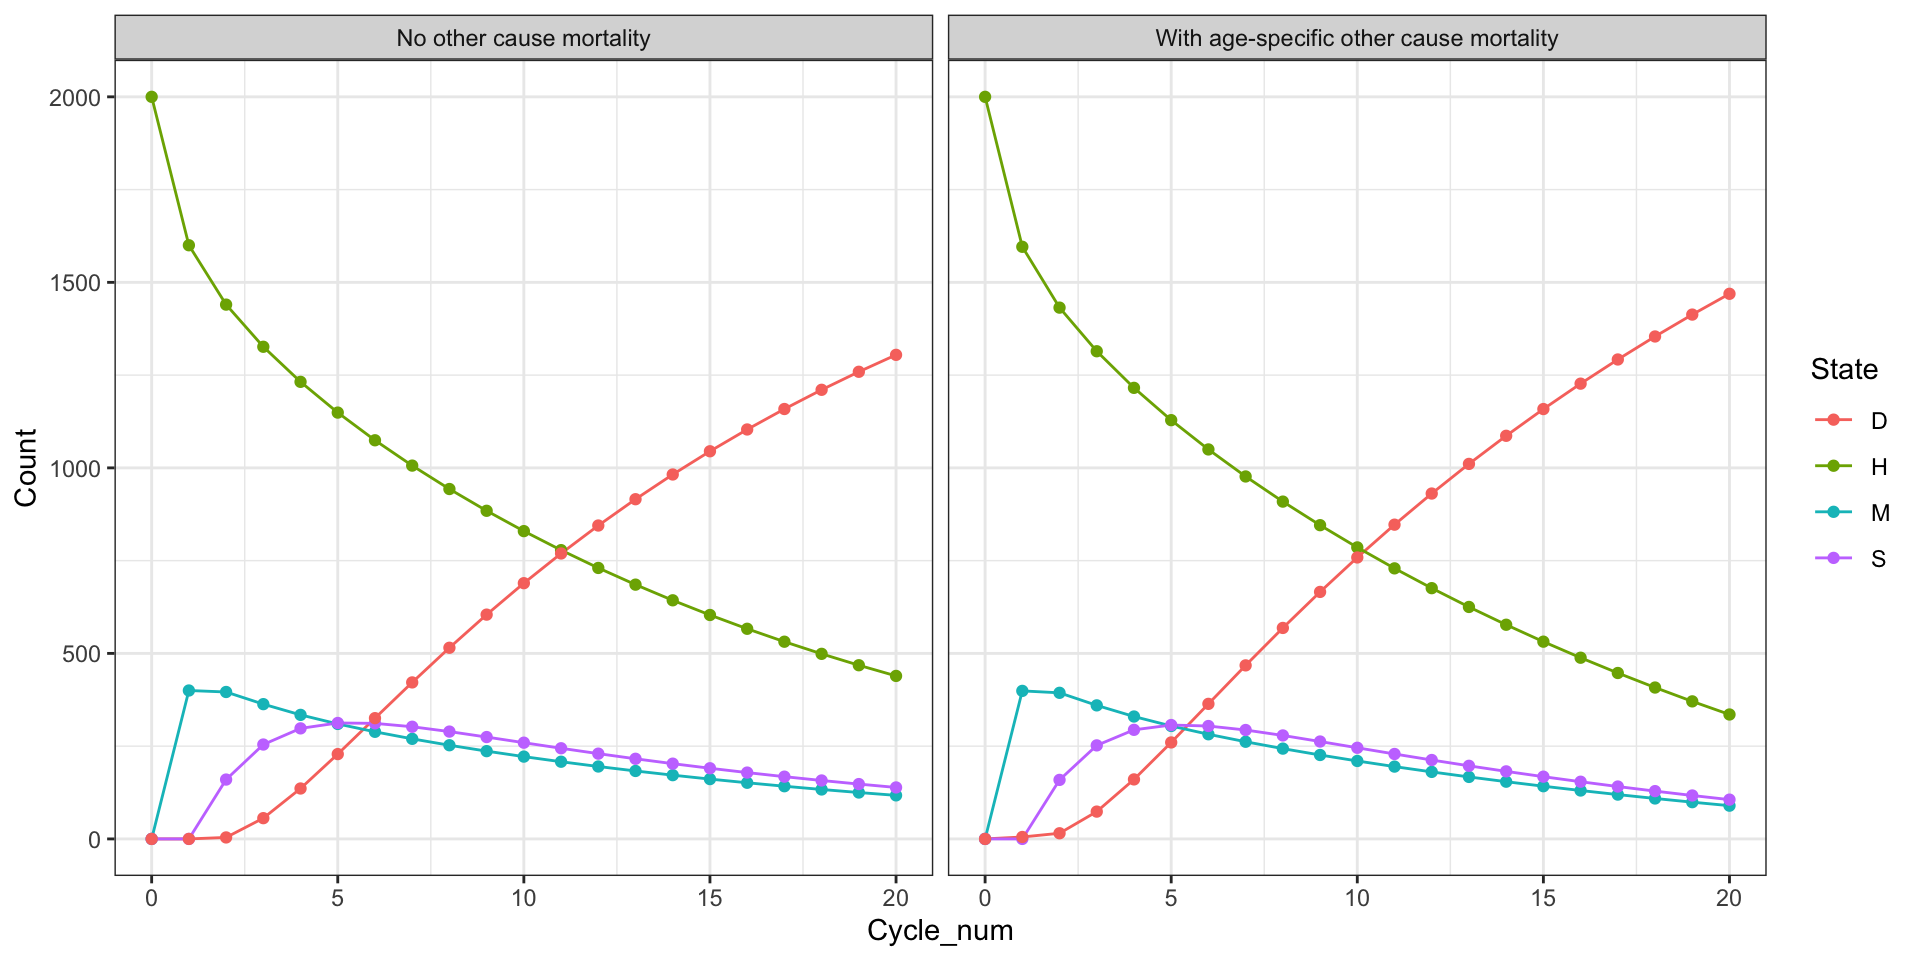 No other cause mortality
With age-specific other cause mortality
2000
1500
1000
500
0
Count
0 5 10 15 20
0 5 10 15 20
Cycle_num
State
D
H
M
S